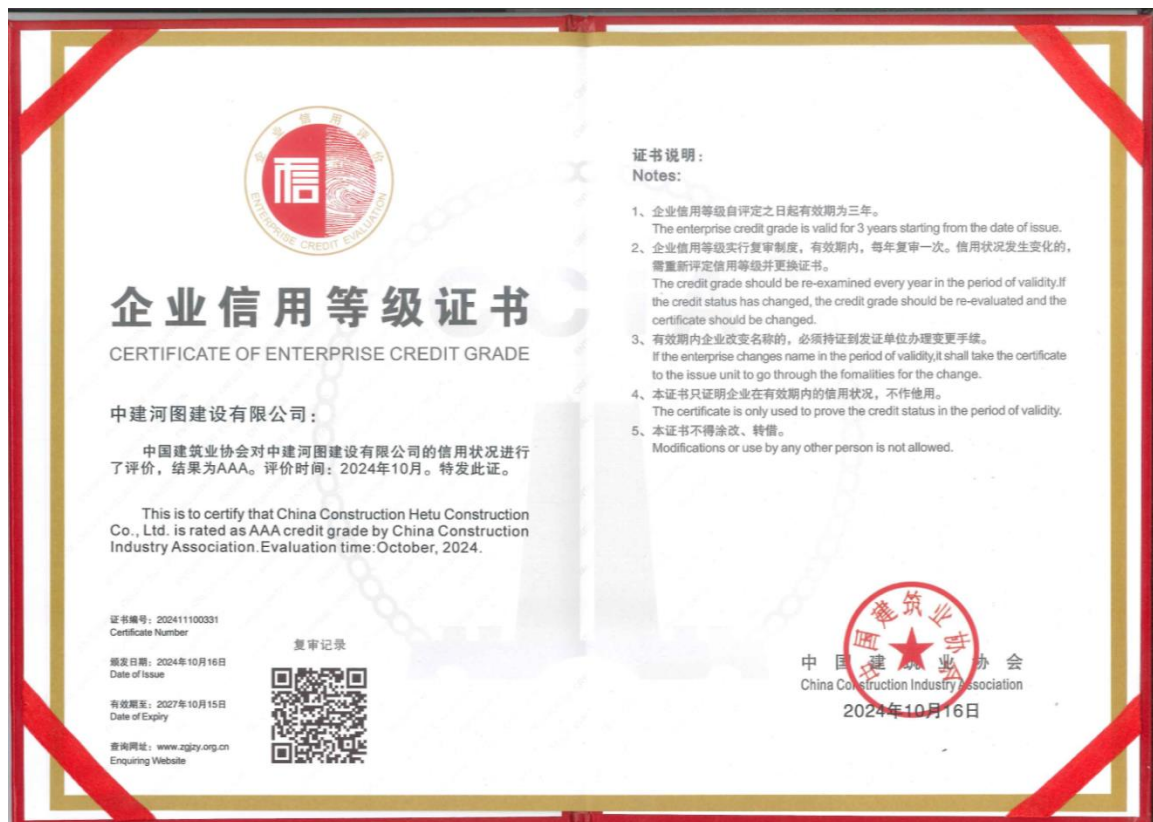 企业信用评价
ENTERPRISE CREDIT EVALUATION
信
企业信用等级证书
CERTIFICATE OF ENTERPRISE CREDIT GRADE
中建河图建设有限公司：
中国建筑业协会对中建河图建设有限公司的信用状况进行
了评价，结果为AAA。评价时间：2024年10月。特发此证。
This is to certify that China Construction Hetu Construction
Co., Ltd. is rated as AAA credit grade by China Construction
Industry Association.Evaluation time:October, 2024.
证书编号：202411100331
Certificate Number
颁发日期：2024年10月16日
Date of Issue
有效期至：2027年10月15日
Date of Expiry
查询网址：www.zgjzy.org.cn
Enquiring Website
复审记录
证书说明：
Notes:
1、企业信用等级自评定之日起有效期为三年。
The enterprise credit grade is valid for 3 years starting from the date of issue.
2、企业信用等级实行复审制度，有效期内，每年复审一次。信用状况发生变化的，
需重新评定信用等级并更换证书。
The credit grade should be re-examined every year in the period of validity.If
the credit status has changed, the credit grade should be re-evaluated and the
certificate should be changed.
3、有效期内企业改变名称的，必须持证到发证单位办理变更手续。
If the enterprise changes name in the period of validity,it shall take the certificate
to the issue unit to go through the fomalities for the change.
4、本证书只证明企业在有效期内的信用状况，不作他用。
The certificate is only used to prove the credit status in the period of validity.
5、本证书不得涂改、转借。
Modifications or use by any other person is not allowed.
中国建筑业协会
中国建筑业协会
China Construction Industry Association
2024年10月16日